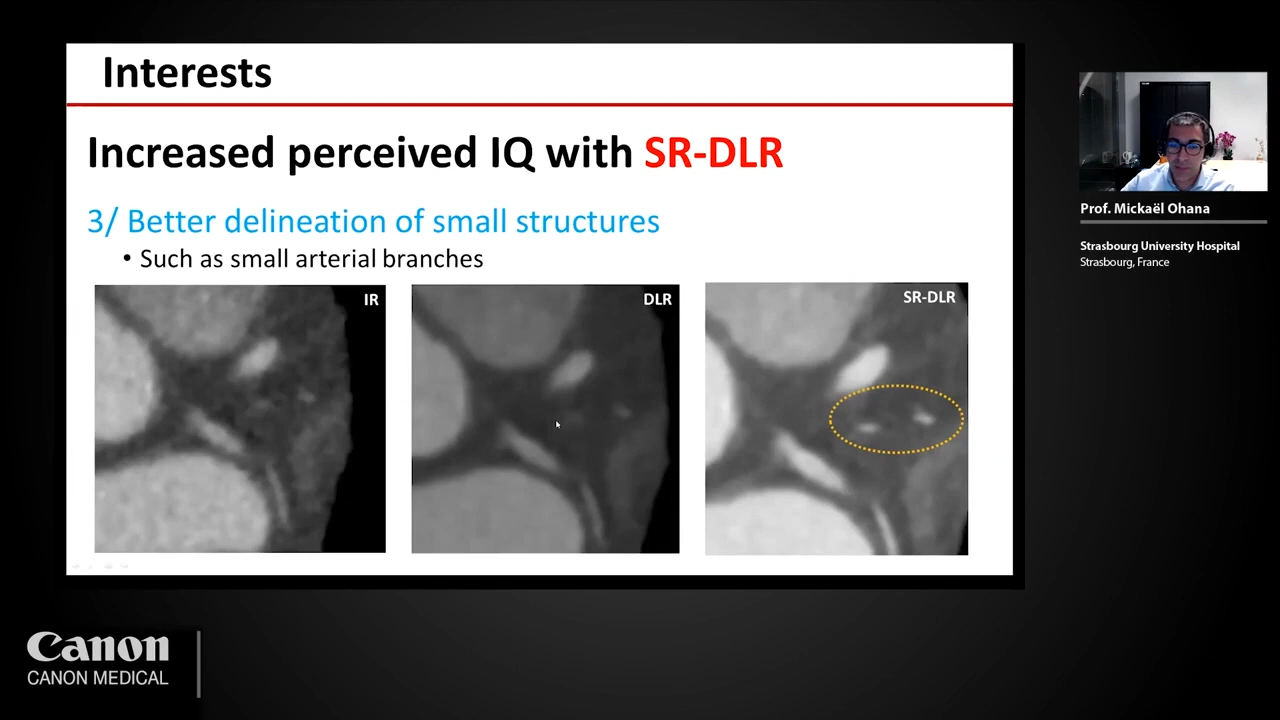 Interests
Increased perceived IQ with SR-DLR
3/ Better delineation of small structures
• Such as small arterial branches
IR
DLR
SR-DLR
Prof. Mickaël Ohana
Strasbourg University Hospital
Strasbourg, France
Canon
CANON MEDICAL